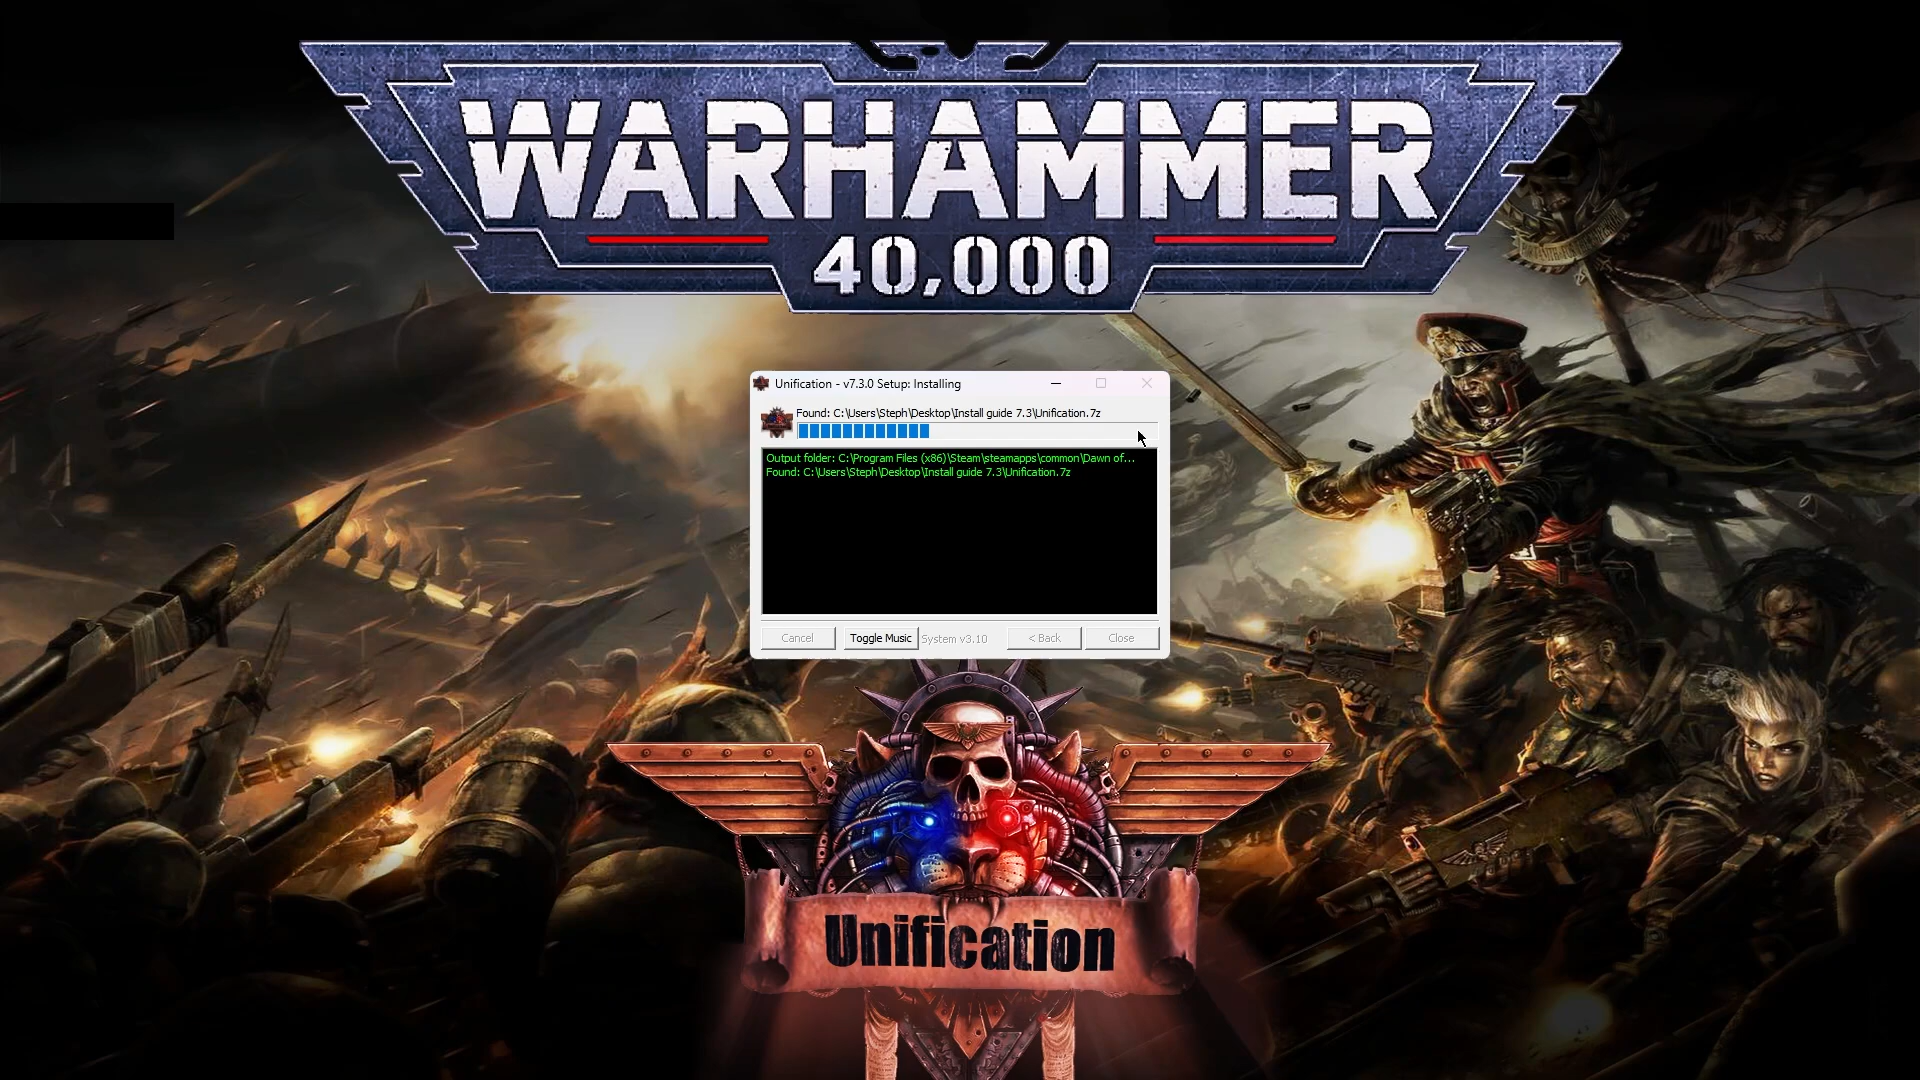 WARHAMMER
40,000
Unification - v7.3.0 Setup: Installing
Found: C:\Users\Steph\Desktop\Install guide 7.3\Unification.7z
Output folder: C:\Program Files (x86)\Steam\steamapps\common\Dawn of...
Found: C:\Users\Steph\Desktop\Install guide 7.3\Unification.7z
Cancel
Toggle Music
System v3.10
< Back
Close
Unification